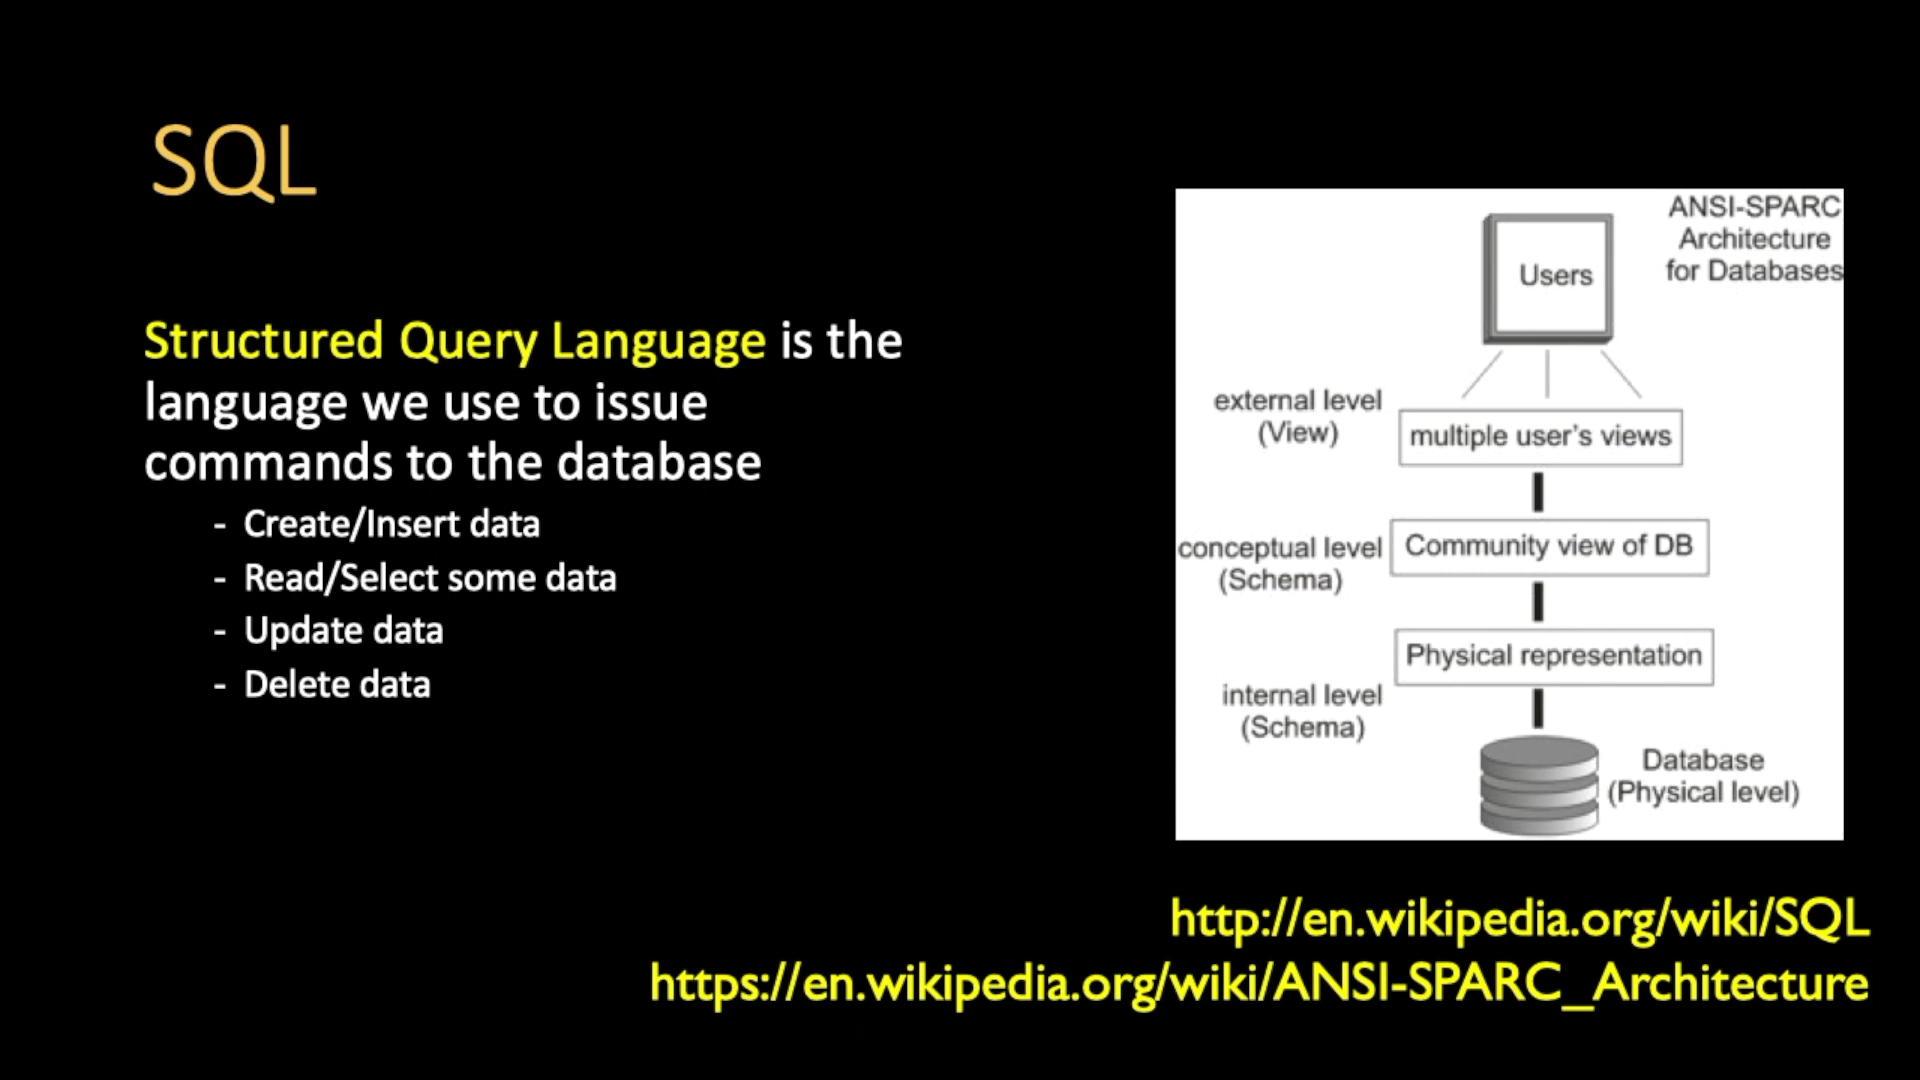 SQL
Structured Query Language is the
language we use to issue
commands to the database
- Create/Insert data
- Read/Select some data
- Update data
- Delete data
ANSI-SPARC
Architecture
for Databases
Users
external level
(View)
multiple user's views
conceptual level
(Schema)
Community view of DB
Physical representation
internal level
(Schema)
Database
(Physical level)
http://en.wikipedia.org/wiki/SQL
https://en.wikipedia.org/wiki/ANSI-SPARC_Architecture